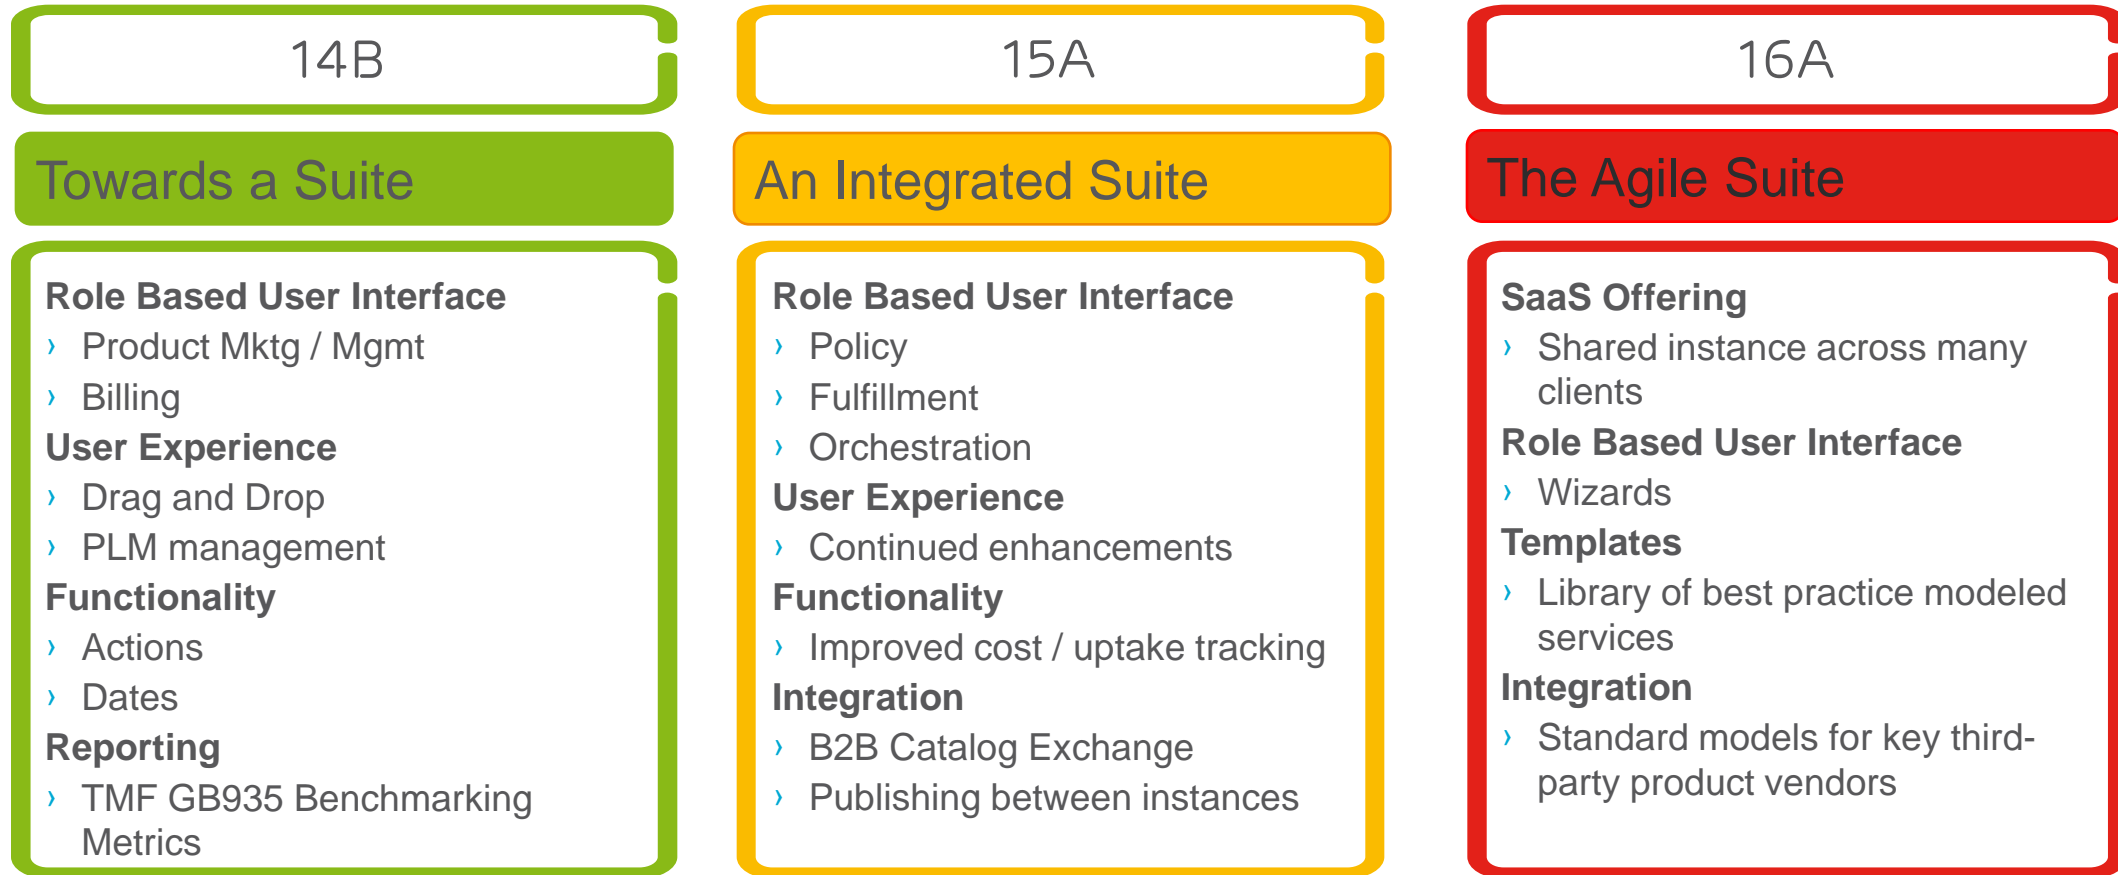 14B
Towards a Suite
Role Based User Interface
› Product Mktg / Mgmt
› Billing
User Experience
› Drag and Drop
› PLM management
Functionality
› Actions
› Dates
Reporting
› TMF GB935 Benchmarking
Metrics
15A
An Integrated Suite
Role Based User Interface
› Policy
› Fulfillment
› Orchestration
User Experience
› Continued enhancements
Functionality
› Improved cost / uptake tracking
Integration
› B2B Catalog Exchange
› Publishing between instances
16A
The Agile Suite
SaaS Offering
› Shared instance across many
clients
Role Based User Interface
› Wizards
Templates
› Library of best practice modeled
services
Integration
› Standard models for key third-
party product vendors